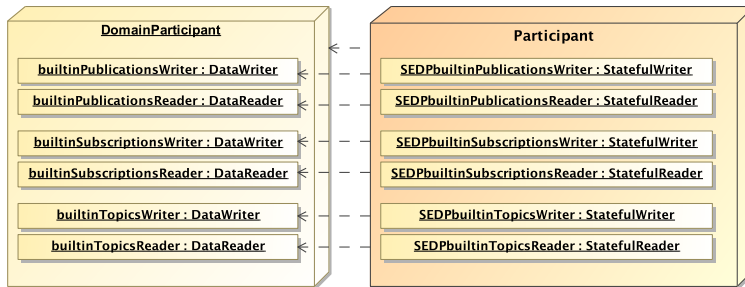 DomainParticipant
builtinPublicationsWriter : DataWriter
builtinPublicationsReader : DataReader
builtinSubscriptionsWriter : DataWriter
builtinSubscriptionsReader : DataReader
builtinTopicsWriter : DataWriter
builtinTopicsReader : DataReader
Participant
SEDPbuiltinPublicationsWriter : StatefulWriter
SEDPbuiltinPublicationsReader : StatefulReader
SEDPbuiltinSubscriptionsWriter : StatefulWriter
SEDPbuiltinSubscriptionsReader : StatefulReader
SEDPbuiltinTopicsWriter : StatefulWriter
SEDPbuiltinTopicsReader : StatefulReader